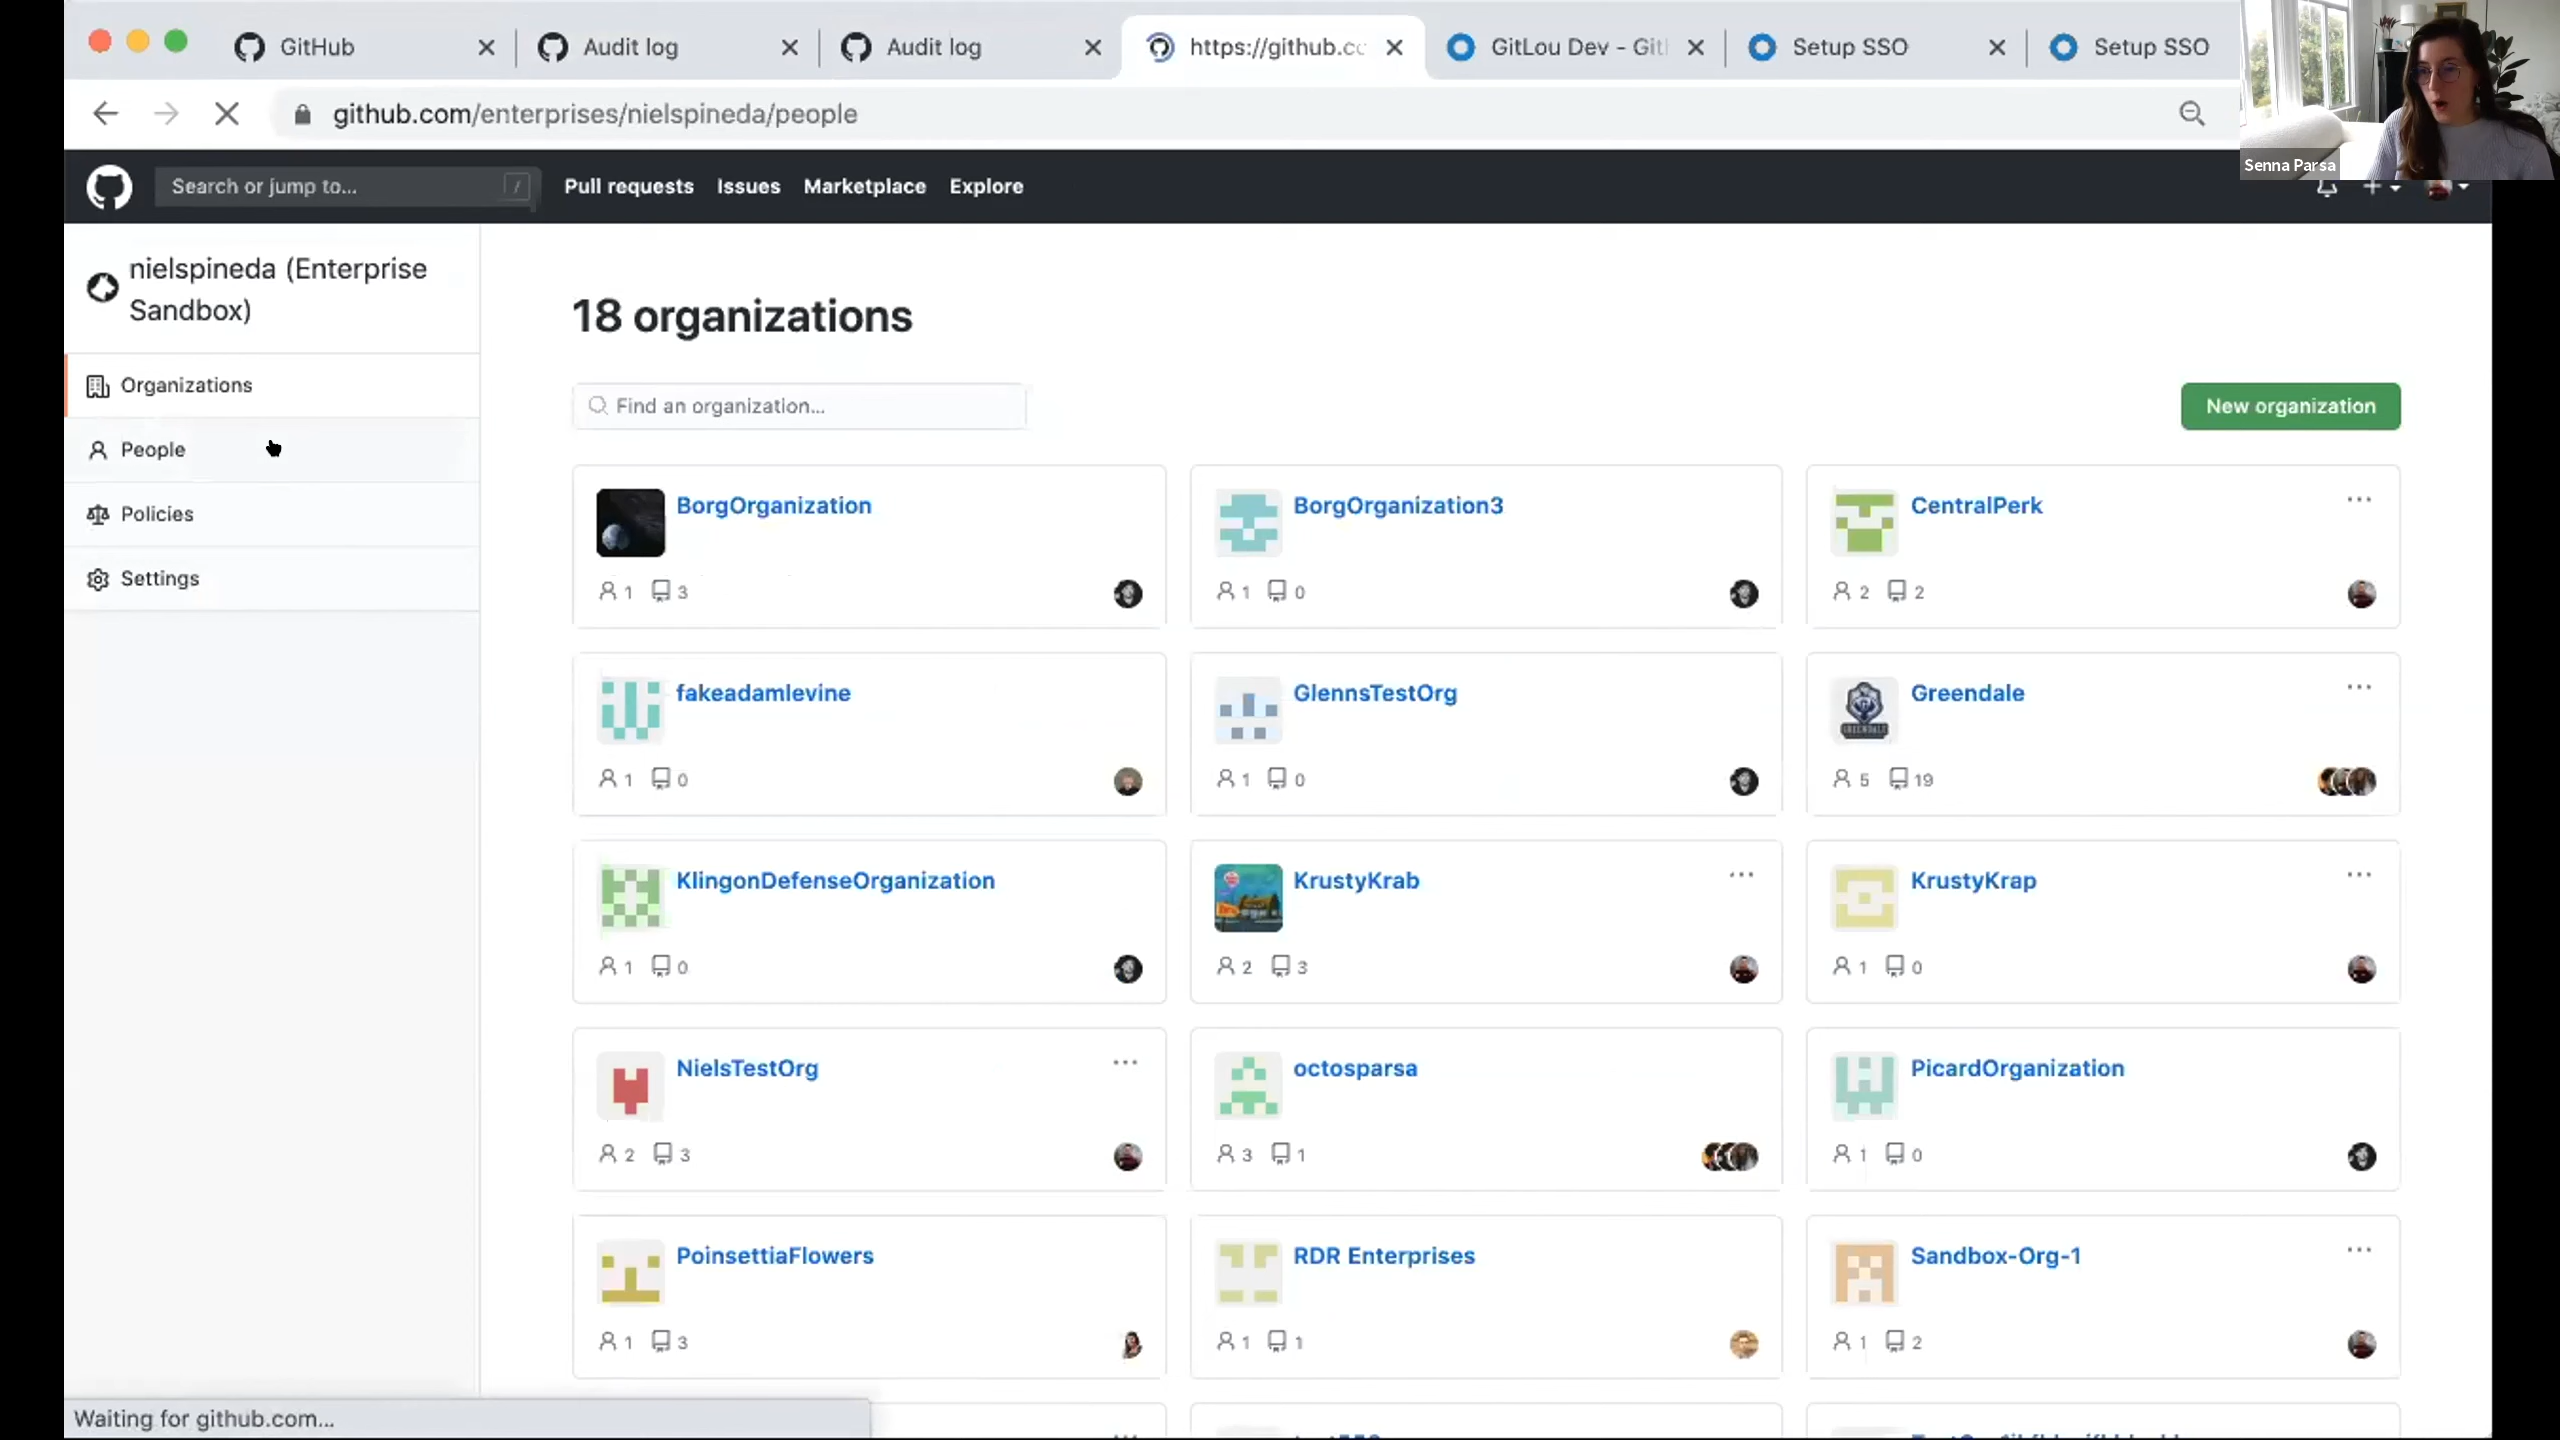 GitHub
Audit log
Audit log
https://github.cc
GitLou Dev - Git
Setup SSO
Setup SSO
github.com/enterprises/nielspineda/people
Senna Parsa
Search or jump to... /
Pull requests Issues Marketplace Explore
nielspineda (Enterprise
Sandbox)
Organizations
People
Policies
Settings
18 organizations
Find an organization...
New organization
BorgOrganization
1 3
BorgOrganization3
1 0
CentralPerk
2 2
fakeadamlevine
1 0
GlennsTestOrg
1 0
Greendale
5 19
KlingonDefenseOrganization
1 0
KrustyKrab
2 3
KrustyKrap
1 0
NielsTestOrg
2 3
octosparsa
3 1
PicardOrganization
1 0
PoinsettiaFlowers
1 3
RDR Enterprises
1 1
Sandbox-Org-1
1 2
Waiting for github.com...